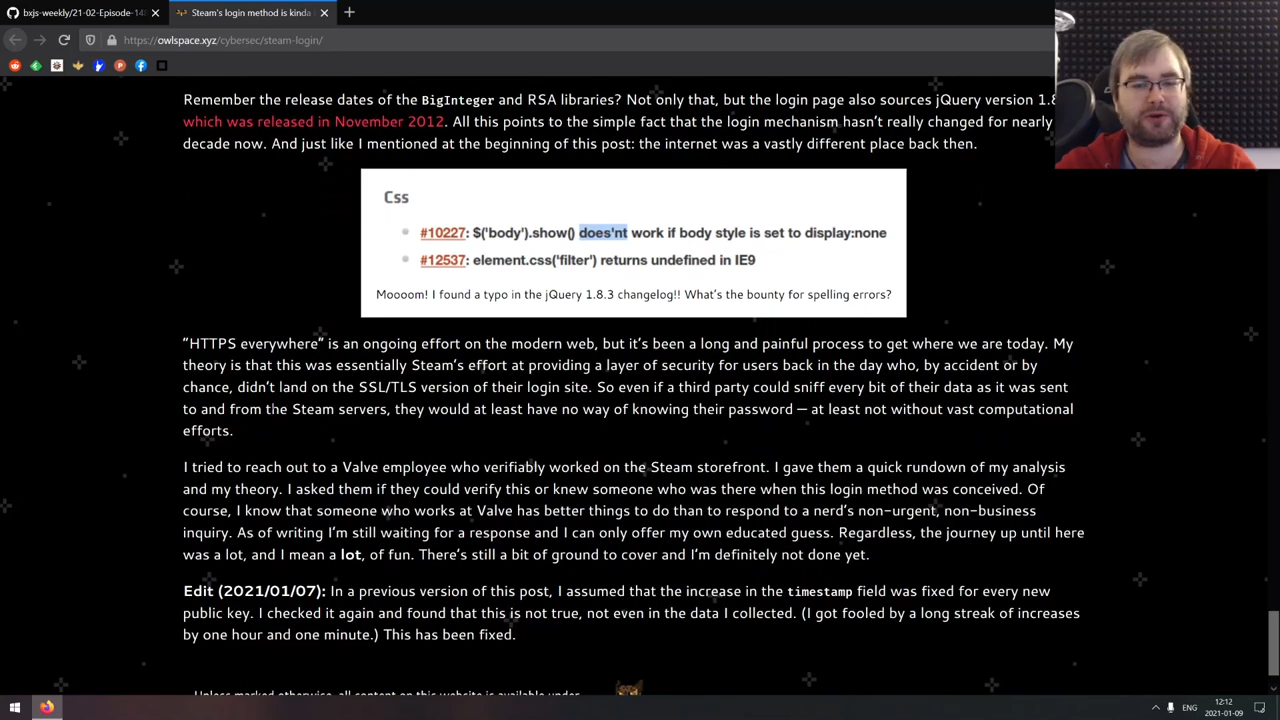 bxjs-weekly/21-02-Episode-148
Steam's login method is kinda
https://owlspace.xyz/cybersec/steam-login/
Remember the release dates of the BigInteger and RSA libraries? Not only that, but the login page also sources jQuery version 1.8
which was released in November 2012. All this points to the simple fact that the login mechanism hasn't really changed for nearly
decade now. And just like I mentioned at the beginning of this post: the internet was a vastly different place back then.
Css
#10227: $('body').show() does'nt work if body style is set to display:none
#12537: element.css('filter') returns undefined in IE9
Moooom! I found a typo in the jQuery 1.8.3 changelog!! What's the bounty for spelling errors?
“HTTPS everywhere” is an ongoing effort on the modern web, but it's been a long and painful process to get where we are today. My
theory is that this was essentially Steam's effort at providing a layer of security for users back in the day who, by accident or by
chance, didn't land on the SSL/TLS version of their login site. So even if a third party could sniff every bit of their data as it was sent
to and from the Steam servers, they would at least have no way of knowing their password — at least not without vast computational
efforts.
I tried to reach out to a Valve employee who verifiably worked on the Steam storefront. I gave them a quick rundown of my analysis
and my theory. I asked them if they could verify this or knew someone who was there when this login method was conceived. Of
course, I know that someone who works at Valve has better things to do than to respond to a nerd's non-urgent, non-business
inquiry. As of writing I'm still waiting for a response and I can only offer my own educated guess. Regardless, the journey up until here
was a lot, and I mean a lot, of fun. There's still a bit of ground to cover and I'm definitely not done yet.
Edit (2021/01/07): In a previous version of this post, I assumed that the increase in the timestamp field was fixed for every new
public key. I checked it again and found that this is not true, not even in the data I collected. (I got fooled by a long streak of increases
by one hour and one minute.) This has been fixed.
Unless marked otherwise, all content on this website is available under
ENG
12:12
2021-01-09